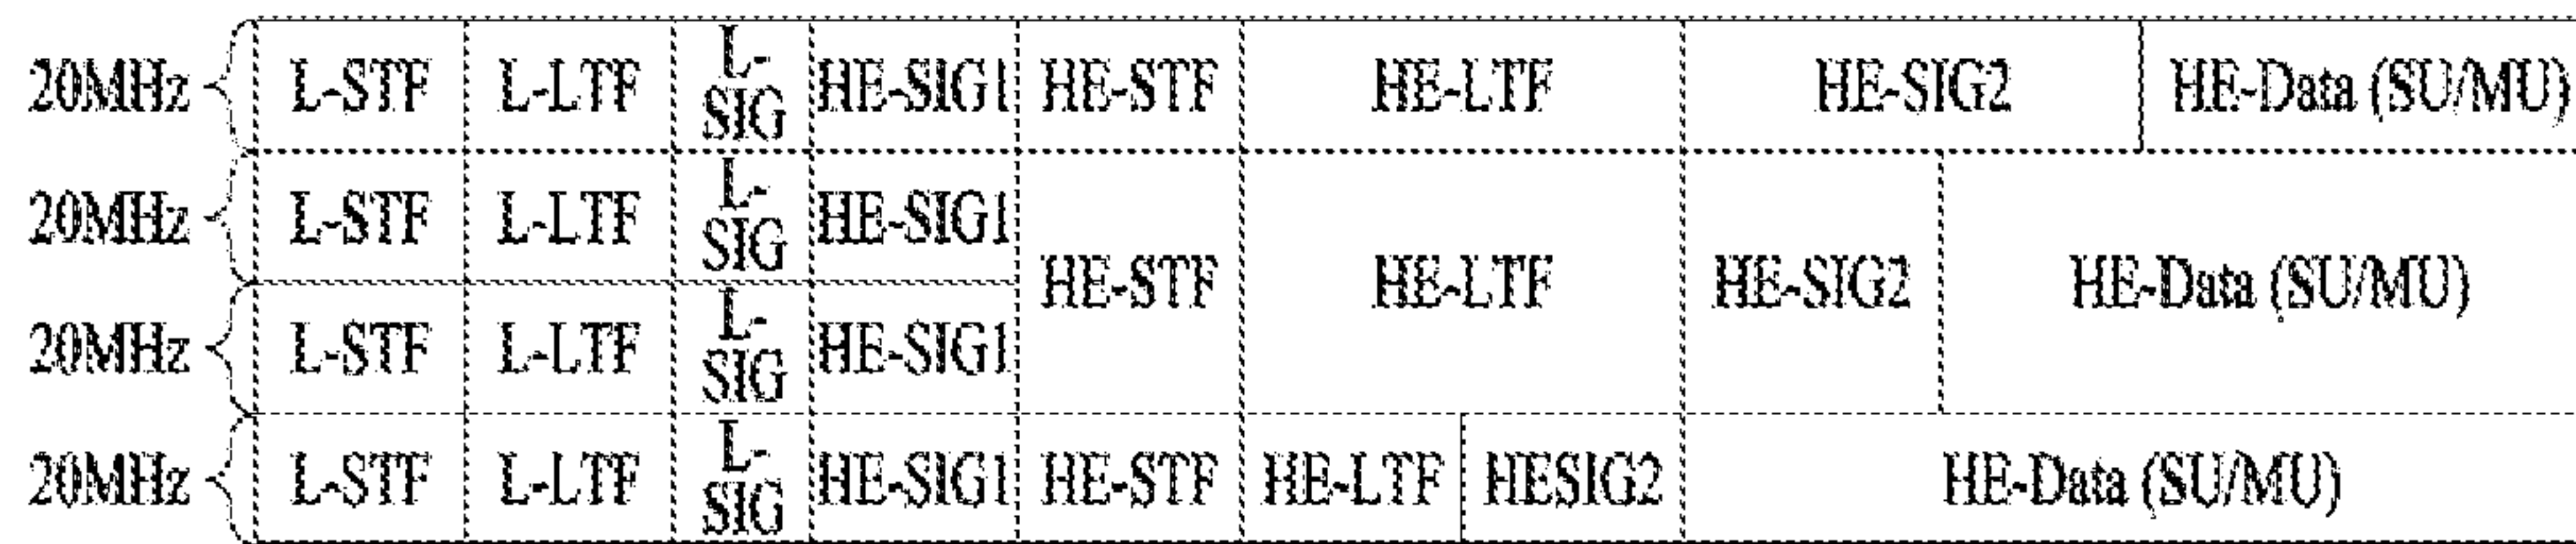 20MHz L-STF L-LTF L-SIG HE-SIG1 HE-STF HE-LTF HE-SIG2 HE-Data (SU/MU)
20MHz L-STF L-LTF L-SIG HE-SIG1
HE-STF HE-LTF HE-SIG2 HE-Data (SU/MU)
20MHz L-STF L-LTF L-SIG HE-SIG1
20MHz L-STF L-LTF L-SIG HE-SIG1 HE-STF HE-LTF HESIG2 HE-Data (SU/MU)